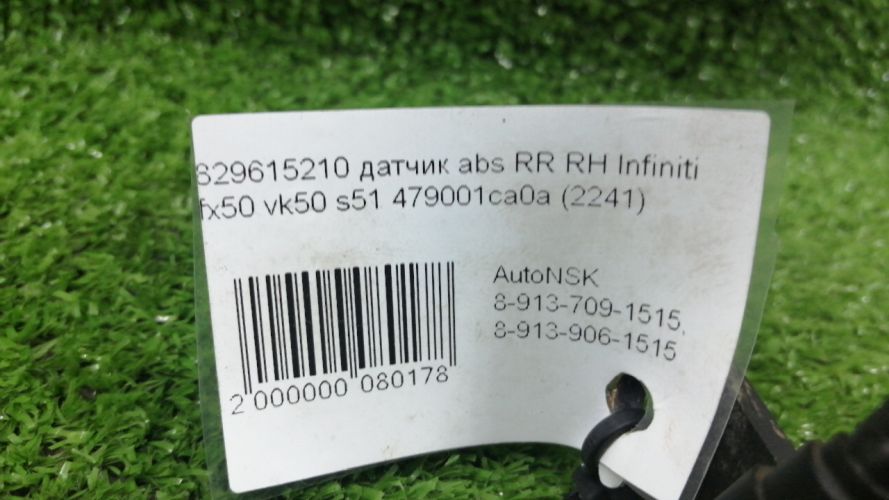 829615210 датчик abs RR RH Infiniti
fx50 vk50 s51 479001ca0a (2241)
AutoNSK
8-913-709-1515,
8-913-906-1515
2 000000 080178